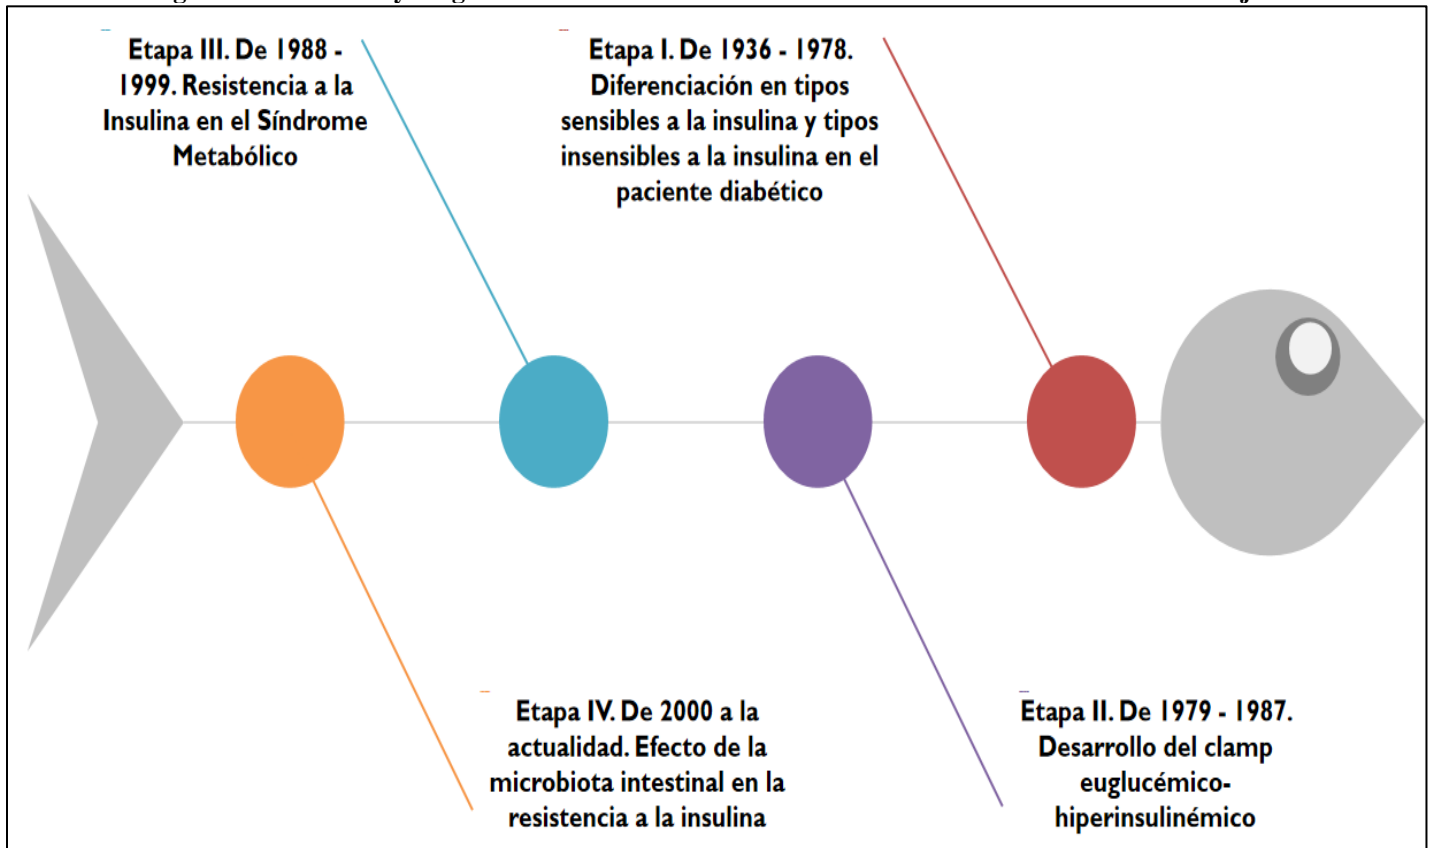 Etapa III. De 1988 -
1999. Resistencia a la
Insulina en el Síndrome
Metabólico
Etapa I. De 1936 - 1978.
Diferenciación en tipos
sensibles a la insulina y tipos
insensibles a la insulina en el
paciente diabético
Etapa IV. De 2000 a la
actualidad. Efecto de la
microbiota intestinal en la
resistencia a la insulina
Etapa II. De 1979 - 1987.
Desarrollo del clamp
euglucémico-
hiperinsulinémico